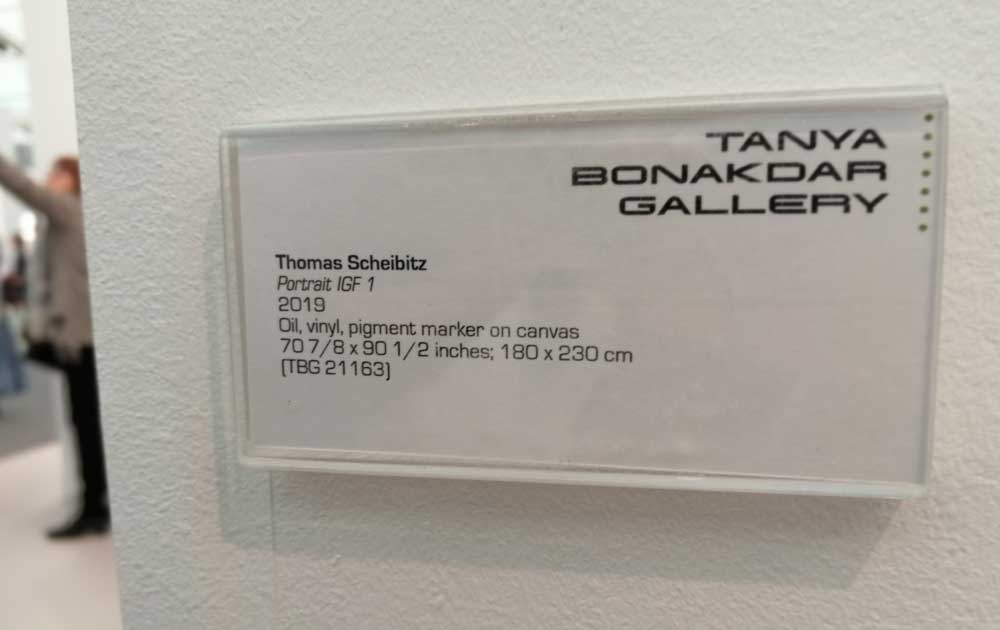 TANYA
BONAKDAR
GALLERY
Thomas Scheibitz
Portrait IGF 1
2019
Oil, vinyl, pigment marker on canvas
70 7/8 x 90 1/2 inches; 180 x 230 cm
(TBG 21163)